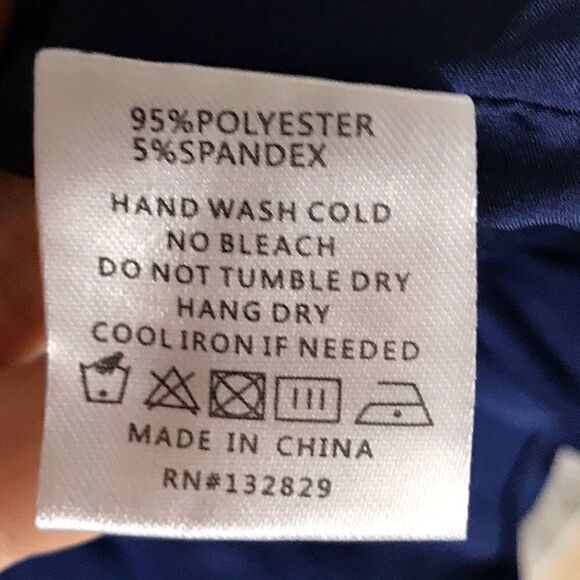 95%POLYESTER
5%SPANDEX
HAND WASH COLD
NO BLEACH
DO NOT TUMBLE DRY
HANG DRY
COOL IRON IF NEEDED
MADE IN CHINA
RN#132829